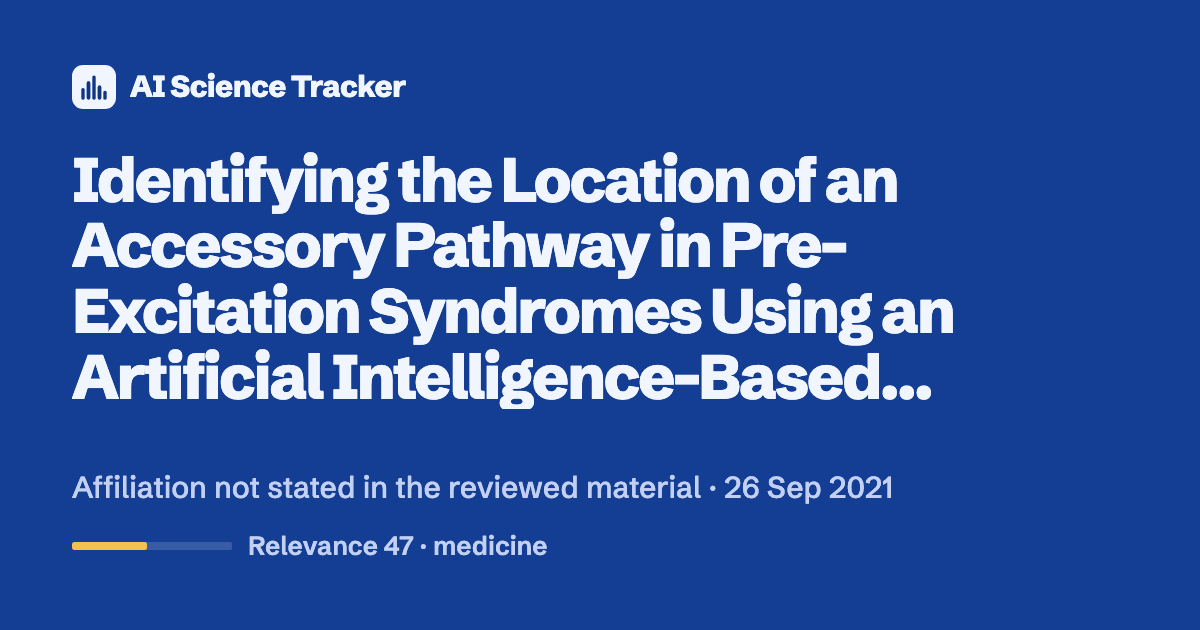 AI Science Tracker
Identifying the Location of an
Accessory Pathway in Pre-
Excitation Syndromes Using an
Artificial Intelligence-Based...
Affiliation not stated in the reviewed material · 26 Sep 2021
Relevance 47 · medicine